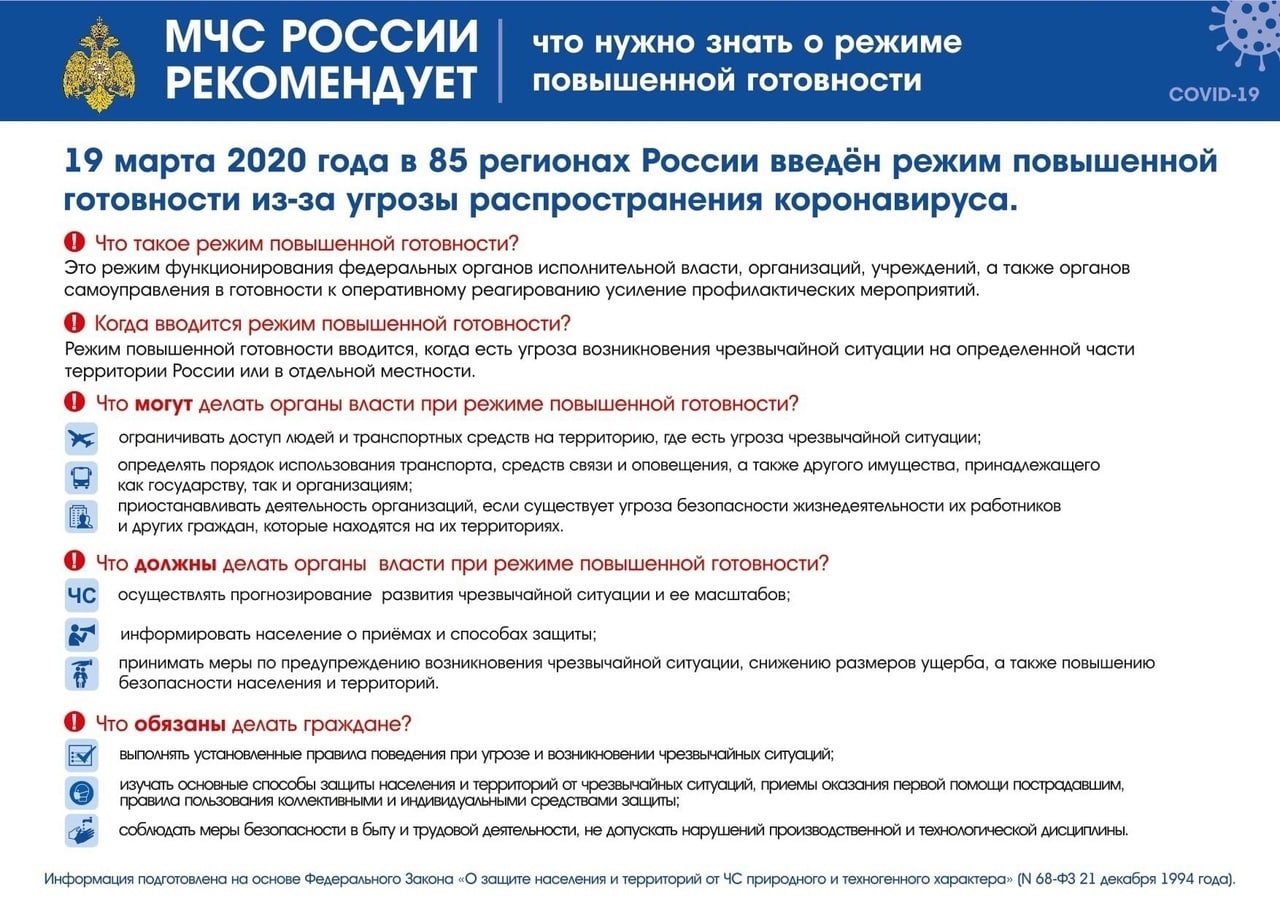 МЧС РОССИИ
РЕКОМЕНДУЕТ
что нужно знать о режиме
повышенной готовности
COVID-19
19 марта 2020 года в 85 регионах России введён режим повышенной
готовности из-за угрозы распространения коронавируса.
Что такое режим повышенной готовности?
Это режим функционирования федеральных органов исполнительной власти, организаций, учреждений, а также органов
самоуправления в готовности к оперативному реагированию усиление профилактических мероприятий.
Когда вводится режим повышенной готовности?
Режим повышенной готовности вводится, когда есть угроза возникновения чрезвычайной ситуации на определенной части
территории России или в отдельной местности.
Что могут делать органы власти при режиме повышенной готовности?
ограничивать доступ людей и транспортных средств на территорию, где есть угроза чрезвычайной ситуации;
определять порядок использования транспорта, средств связи и оповещения, а также другого имущества, принадлежащего
как государству, так и организациям;
приостанавливать деятельность организаций, если существует угроза безопасности жизнедеятельности их работников
и других граждан, которые находятся на их территориях.
Что должны делать органы власти при режиме повышенной готовности?
ЧС осуществлять прогнозирование развития чрезвычайной ситуации и ее масштабов;
информировать население о приёмах и способах защиты;
принимать меры по предупреждению возникновения чрезвычайной ситуации, снижению размеров ущерба, а также повышению
безопасности населения и территорий.
Что обязаны делать граждане?
выполнять установленные правила поведения при угрозе и возникновении чрезвычайных ситуаций;
изучать основные способы защиты населения и территорий от чрезвычайных ситуаций, приемы оказания первой помощи пострадавшим,
правила пользования коллективными и индивидуальными средствами защиты;
соблюдать меры безопасности в быту и трудовой деятельности, не допускать нарушений производственной и технологической дисциплины.
Информация подготовлена на основе Федерального Закона «О защите населения и территорий от ЧС природного и техногенного характера» (N 68-ФЗ 21 декабря 1994 года).